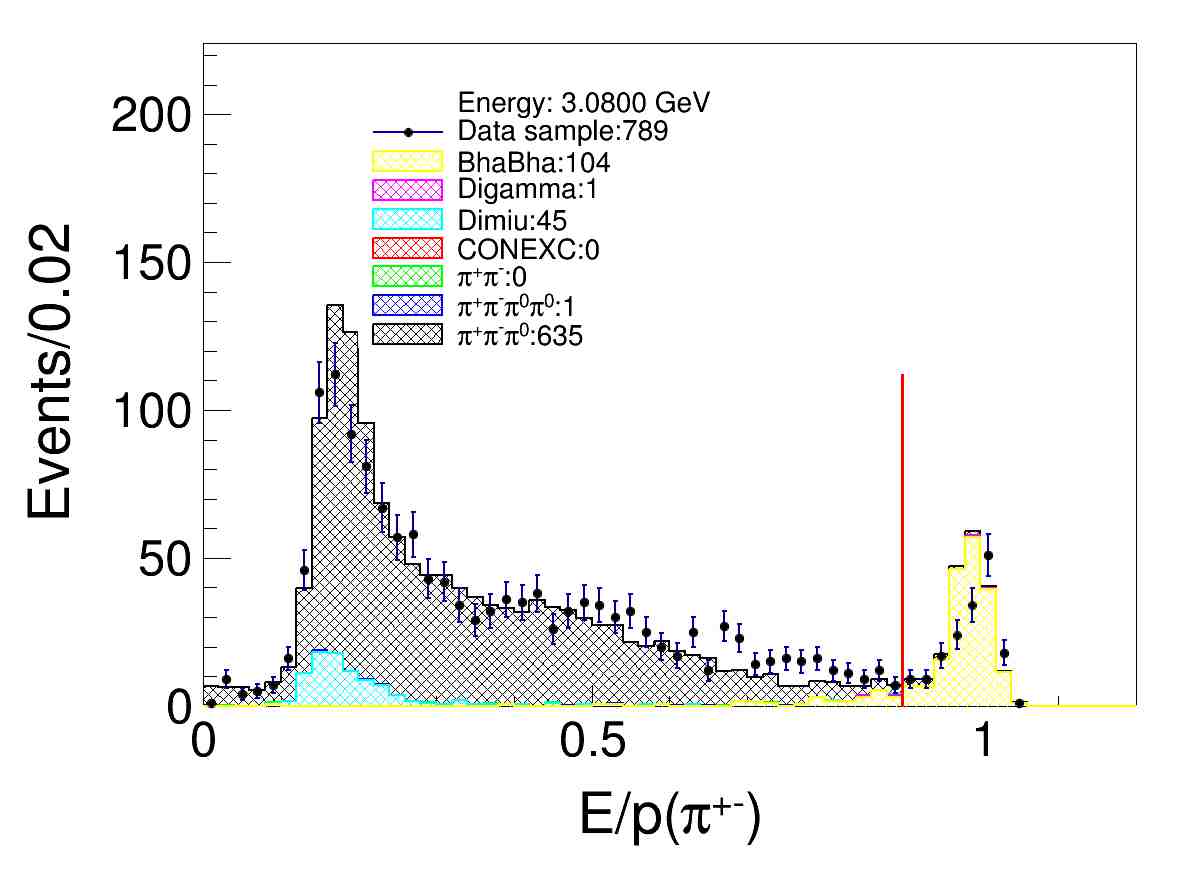 Energy: 3.0800 GeV
Data sample:789
BhaBha:104
Digamma:1
Dimiu:45
CONEXC:0
π⁺π⁻:0
π⁺π⁻π⁰π⁰:1
π⁺π⁻π⁰:635
Events/0.02
200
150
100
50
0
0 0.5 1
E/p(π⁺⁻)